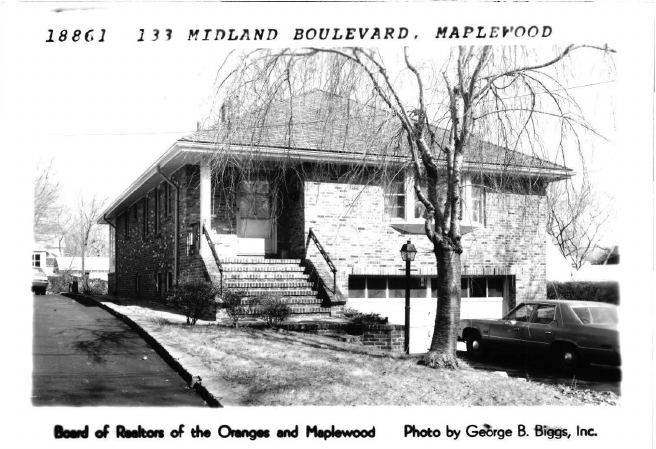 18861 133 MIDLAND BOULEVARD, MAPLEWOOD
Board of Realtors of the Oranges and Maplewood Photo by George B. Biggs, Inc.